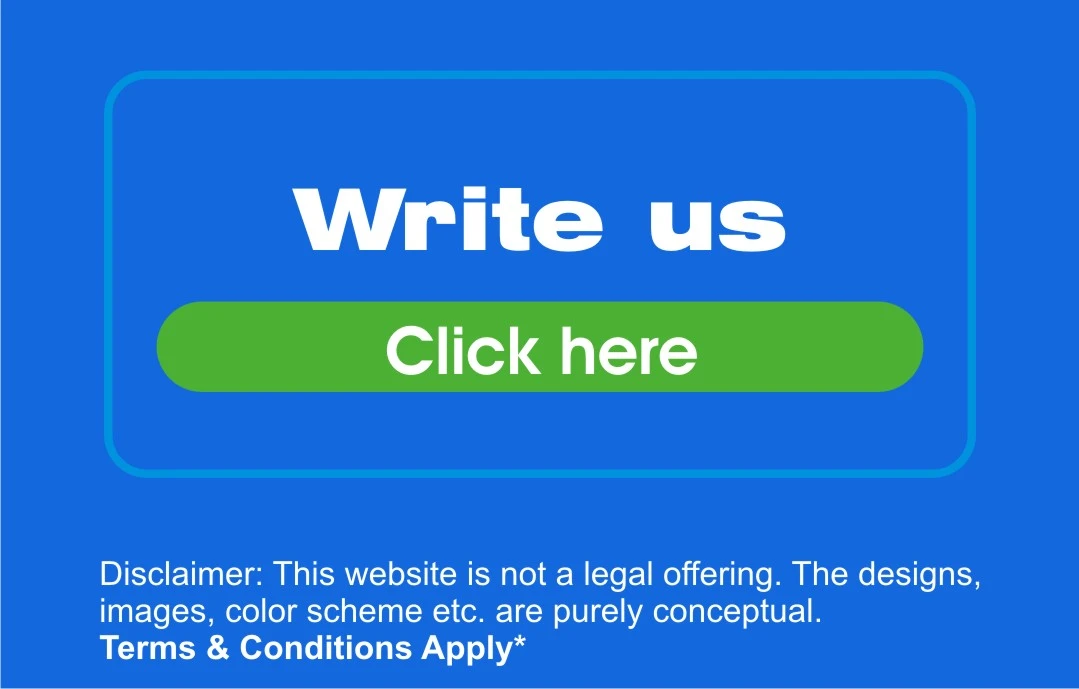 Write us
Click here
Disclaimer: This website is not a legal offering. The designs,
images, color scheme etc. are purely conceptual.
Terms & Conditions Apply*